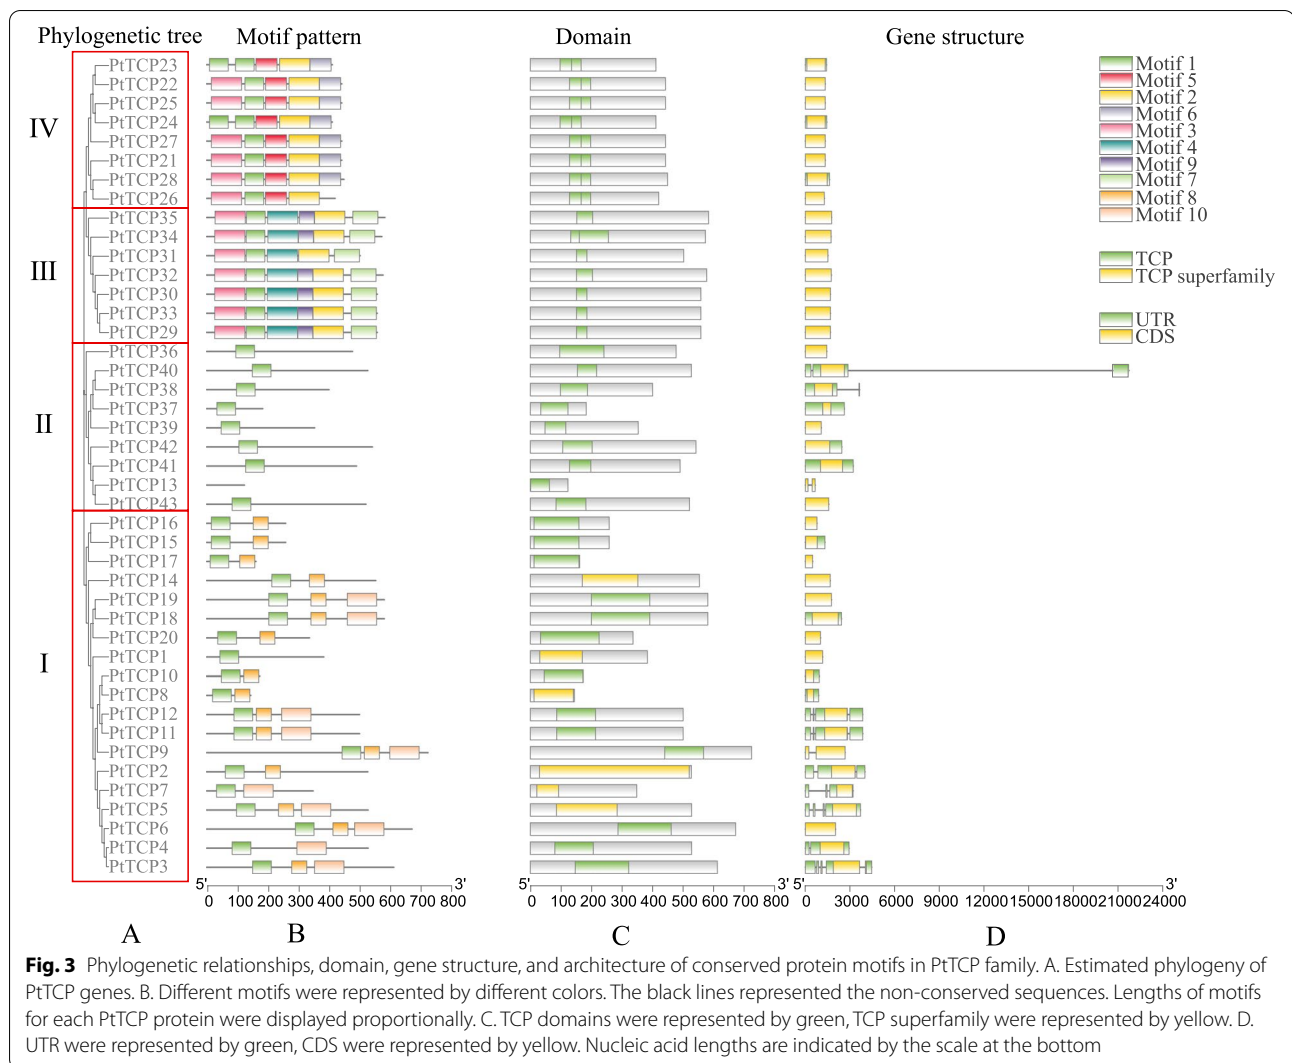 Phylogenetic tree Motif pattern Domain Gene structure
IV
III
II
I
PtTCP23
PtTCP22
PtTCP25
PtTCP24
PtTCP27
PtTCP21
PtTCP28
PtTCP26
PtTCP35
PtTCP34
PtTCP31
PtTCP32
PtTCP30
PtTCP33
PtTCP29
PtTCP36
PtTCP40
PtTCP38
PtTCP37
PtTCP39
PtTCP42
PtTCP41
PtTCP13
PtTCP43
PtTCP16
PtTCP15
PtTCP17
PtTCP14
PtTCP19
PtTCP18
PtTCP20
PtTCP1
PtTCP10
PtTCP8
PtTCP12
PtTCP11
PtTCP9
PtTCP2
PtTCP7
PtTCP5
PtTCP6
PtTCP4
PtTCP3
Motif 1
Motif 5
Motif 2
Motif 6
Motif 3
Motif 4
Motif 9
Motif 7
Motif 8
Motif 10
TCP
TCP superfamily
UTR
CDS
5' 3' 5' 3' 5' 3'
0 100 200 300 400 500 600 700 800 0 100 200 300 400 500 600 700 800 0 3000 6000 9000 12000 15000 18000 21000 24000
A B C D
Fig. 3 Phylogenetic relationships, domain, gene structure, and architecture of conserved protein motifs in PtTCP family. A. Estimated phylogeny of
PtTCP genes. B. Different motifs were represented by different colors. The black lines represented the non-conserved sequences. Lengths of motifs
for each PtTCP protein were displayed proportionally. C. TCP domains were represented by green, TCP superfamily were represented by yellow. D.
UTR were represented by green, CDS were represented by yellow. Nucleic acid lengths are indicated by the scale at the bottom